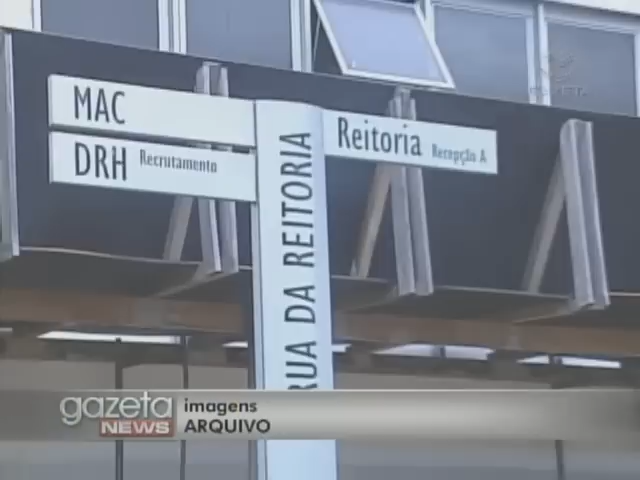 MAC
DRH Recrutamento
Reitoria Recepção A
RUA DA REITORIA
gazeta
NEWS
imagens
ARQUIVO